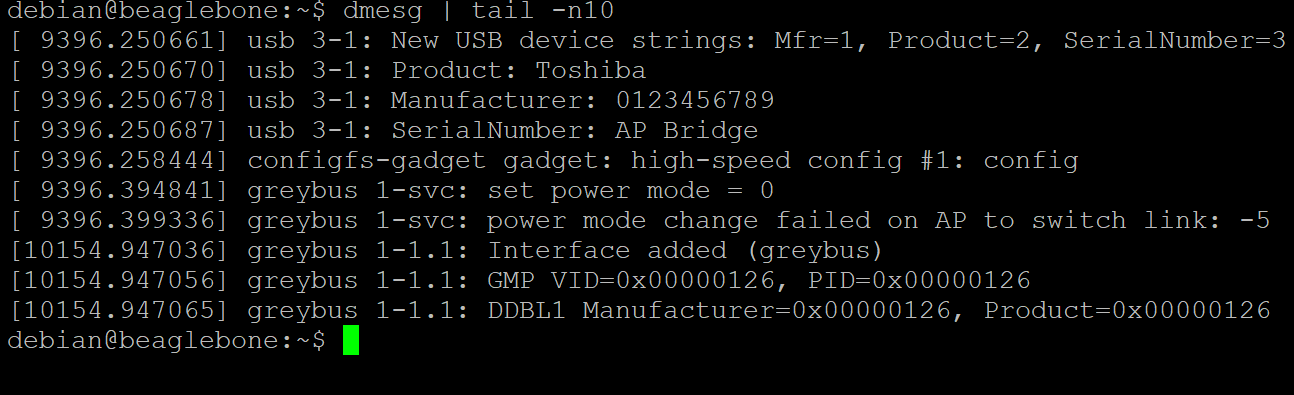 debian@beaglebone:~$ dmesg | tail -n10
[ 9396.250661] usb 3-1: New USB device strings: Mfr=1, Product=2, SerialNumber=3
[ 9396.250670] usb 3-1: Product: Toshiba
[ 9396.250678] usb 3-1: Manufacturer: 0123456789
[ 9396.250687] usb 3-1: SerialNumber: AP Bridge
[ 9396.258444] configfs-gadget gadget: high-speed config #1: config
[ 9396.394841] greybus 1-svc: set power mode = 0
[ 9396.399336] greybus 1-svc: power mode change failed on AP to switch link: -5
[10154.947036] greybus 1-1.1: Interface added (greybus)
[10154.947056] greybus 1-1.1: GMP VID=0x00000126, PID=0x00000126
[10154.947065] greybus 1-1.1: DDBL1 Manufacturer=0x00000126, Product=0x00000126
debian@beaglebone:~$